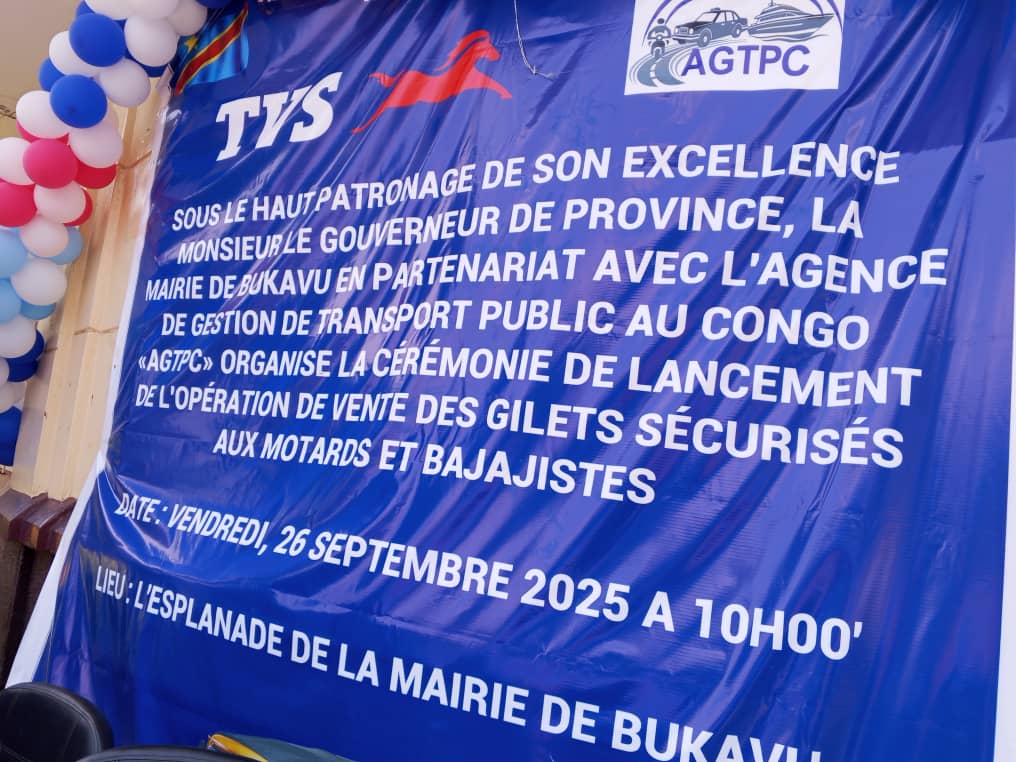 TVS
AGTPC
SOUS LE HAUT PATRONAGE DE SON EXCELLENCE
MONSIEUR LE GOUVERNEUR DE PROVINCE, LA
MAIRIE DE BUKAVU EN PARTENARIAT AVEC L'AGENCE
DE GESTION DE TRANSPORT PUBLIC AU CONGO
«AGTPC» ORGANISE LA CÉRÉMONIE DE LANCEMENT
DE L'OPÉRATION DE VENTE DES GILETS SÉCURISÉS
AUX MOTARDS ET BAJAJISTES
DATE : VENDREDI, 26 SEPTEMBRE 2025 A 10H00'
LIEU : L'ESPLANADE DE LA MAIRIE DE BUKAVU